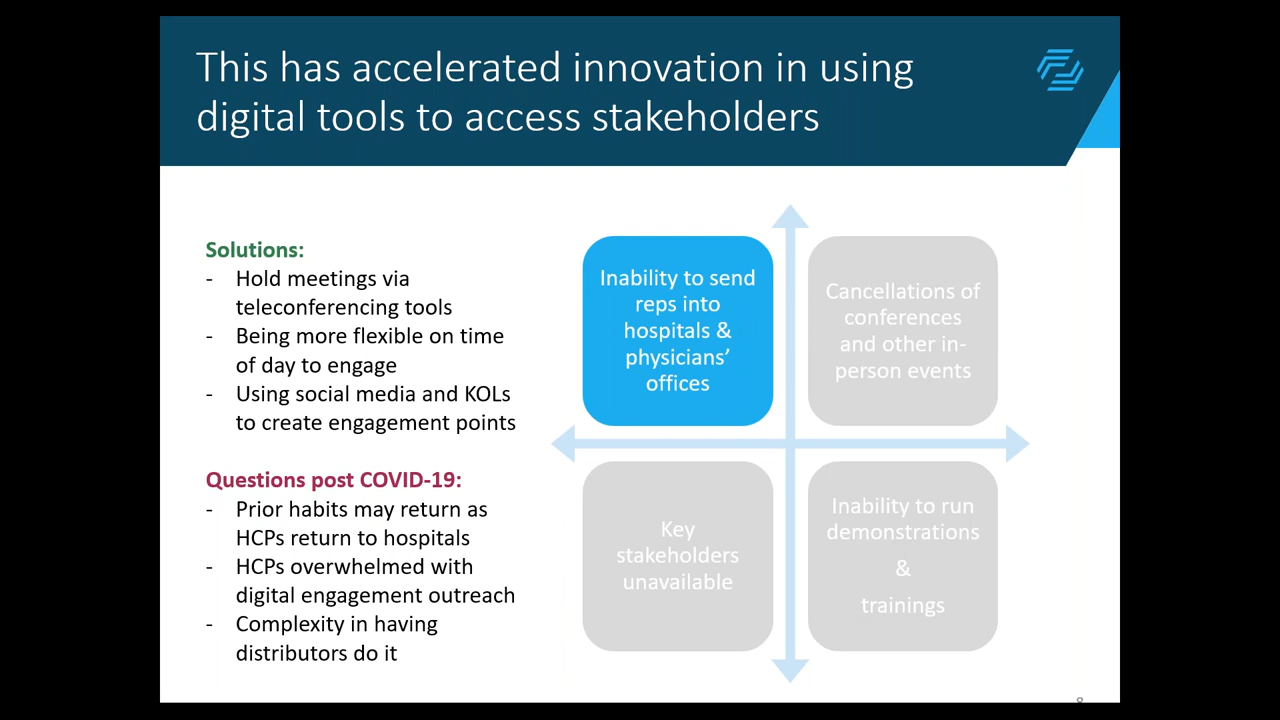 This has accelerated innovation in using
digital tools to access stakeholders
Solutions:
- Hold meetings via
teleconferencing tools
- Being more flexible on time
of day to engage
- Using social media and KOLs
to create engagement points
Questions post COVID-19:
- Prior habits may return as
HCPs return to hospitals
- HCPs overwhelmed with
digital engagement outreach
- Complexity in having
distributors do it
Inability to send
reps into
hospitals &
physicians’
offices
Cancellations of
conferences
and other in-
person events
Key
stakeholders
unavailable
Inability to run
demonstrations
&
trainings
8